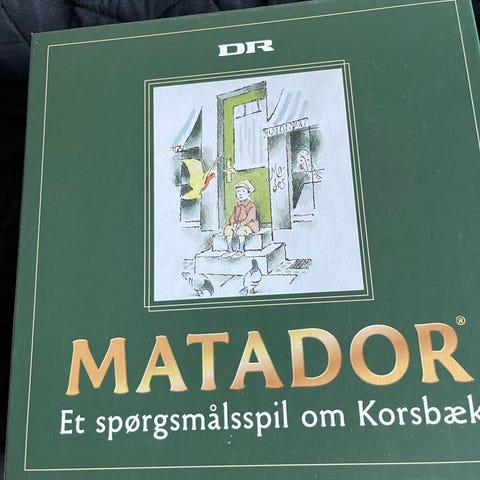 DR
MATADOR®
Et spørgsmålsspil om Korsbæk